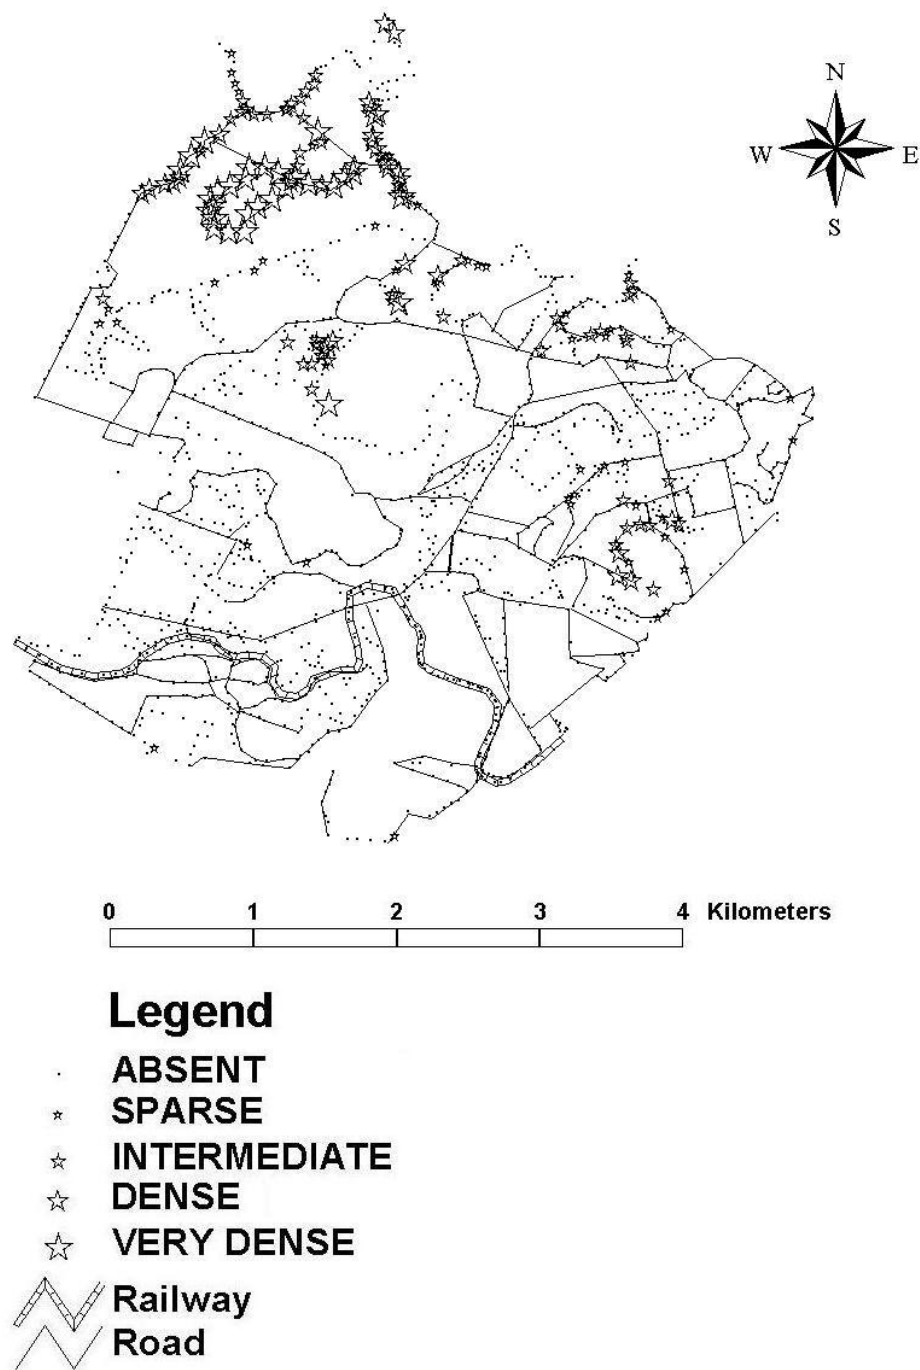 N
W E
S
0 1 2 3 4 Kilometers
Legend
ABSENT
SPARSE
INTERMEDIATE
DENSE
VERY DENSE
Railway
Road